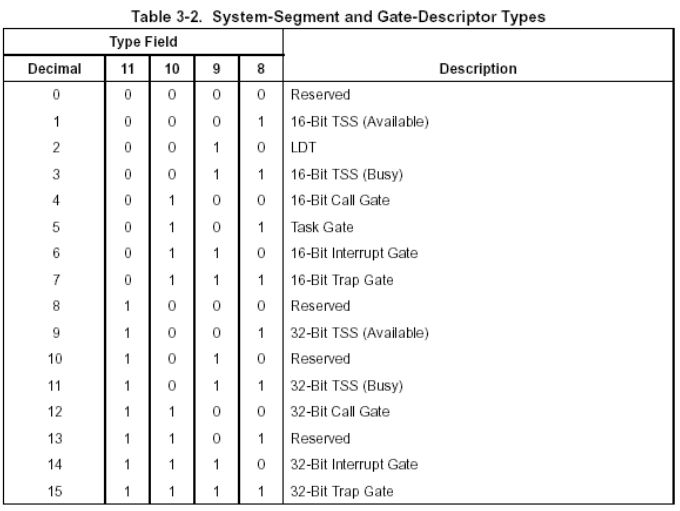 Table 3-2. System-Segment and Gate-Descriptor Types
Type Field
Decimal 11 10 9 8 Description
0 0 0 0 0 Reserved
1 0 0 0 1 16-Bit TSS (Available)
2 0 0 1 0 LDT
3 0 0 1 1 16-Bit TSS (Busy)
4 0 1 0 0 16-Bit Call Gate
5 0 1 0 1 Task Gate
6 0 1 1 0 16-Bit Interrupt Gate
7 0 1 1 1 16-Bit Trap Gate
8 1 0 0 0 Reserved
9 1 0 0 1 32-Bit TSS (Available)
10 1 0 1 0 Reserved
11 1 0 1 1 32-Bit TSS (Busy)
12 1 1 0 0 32-Bit Call Gate
13 1 1 0 1 Reserved
14 1 1 1 0 32-Bit Interrupt Gate
15 1 1 1 1 32-Bit Trap Gate